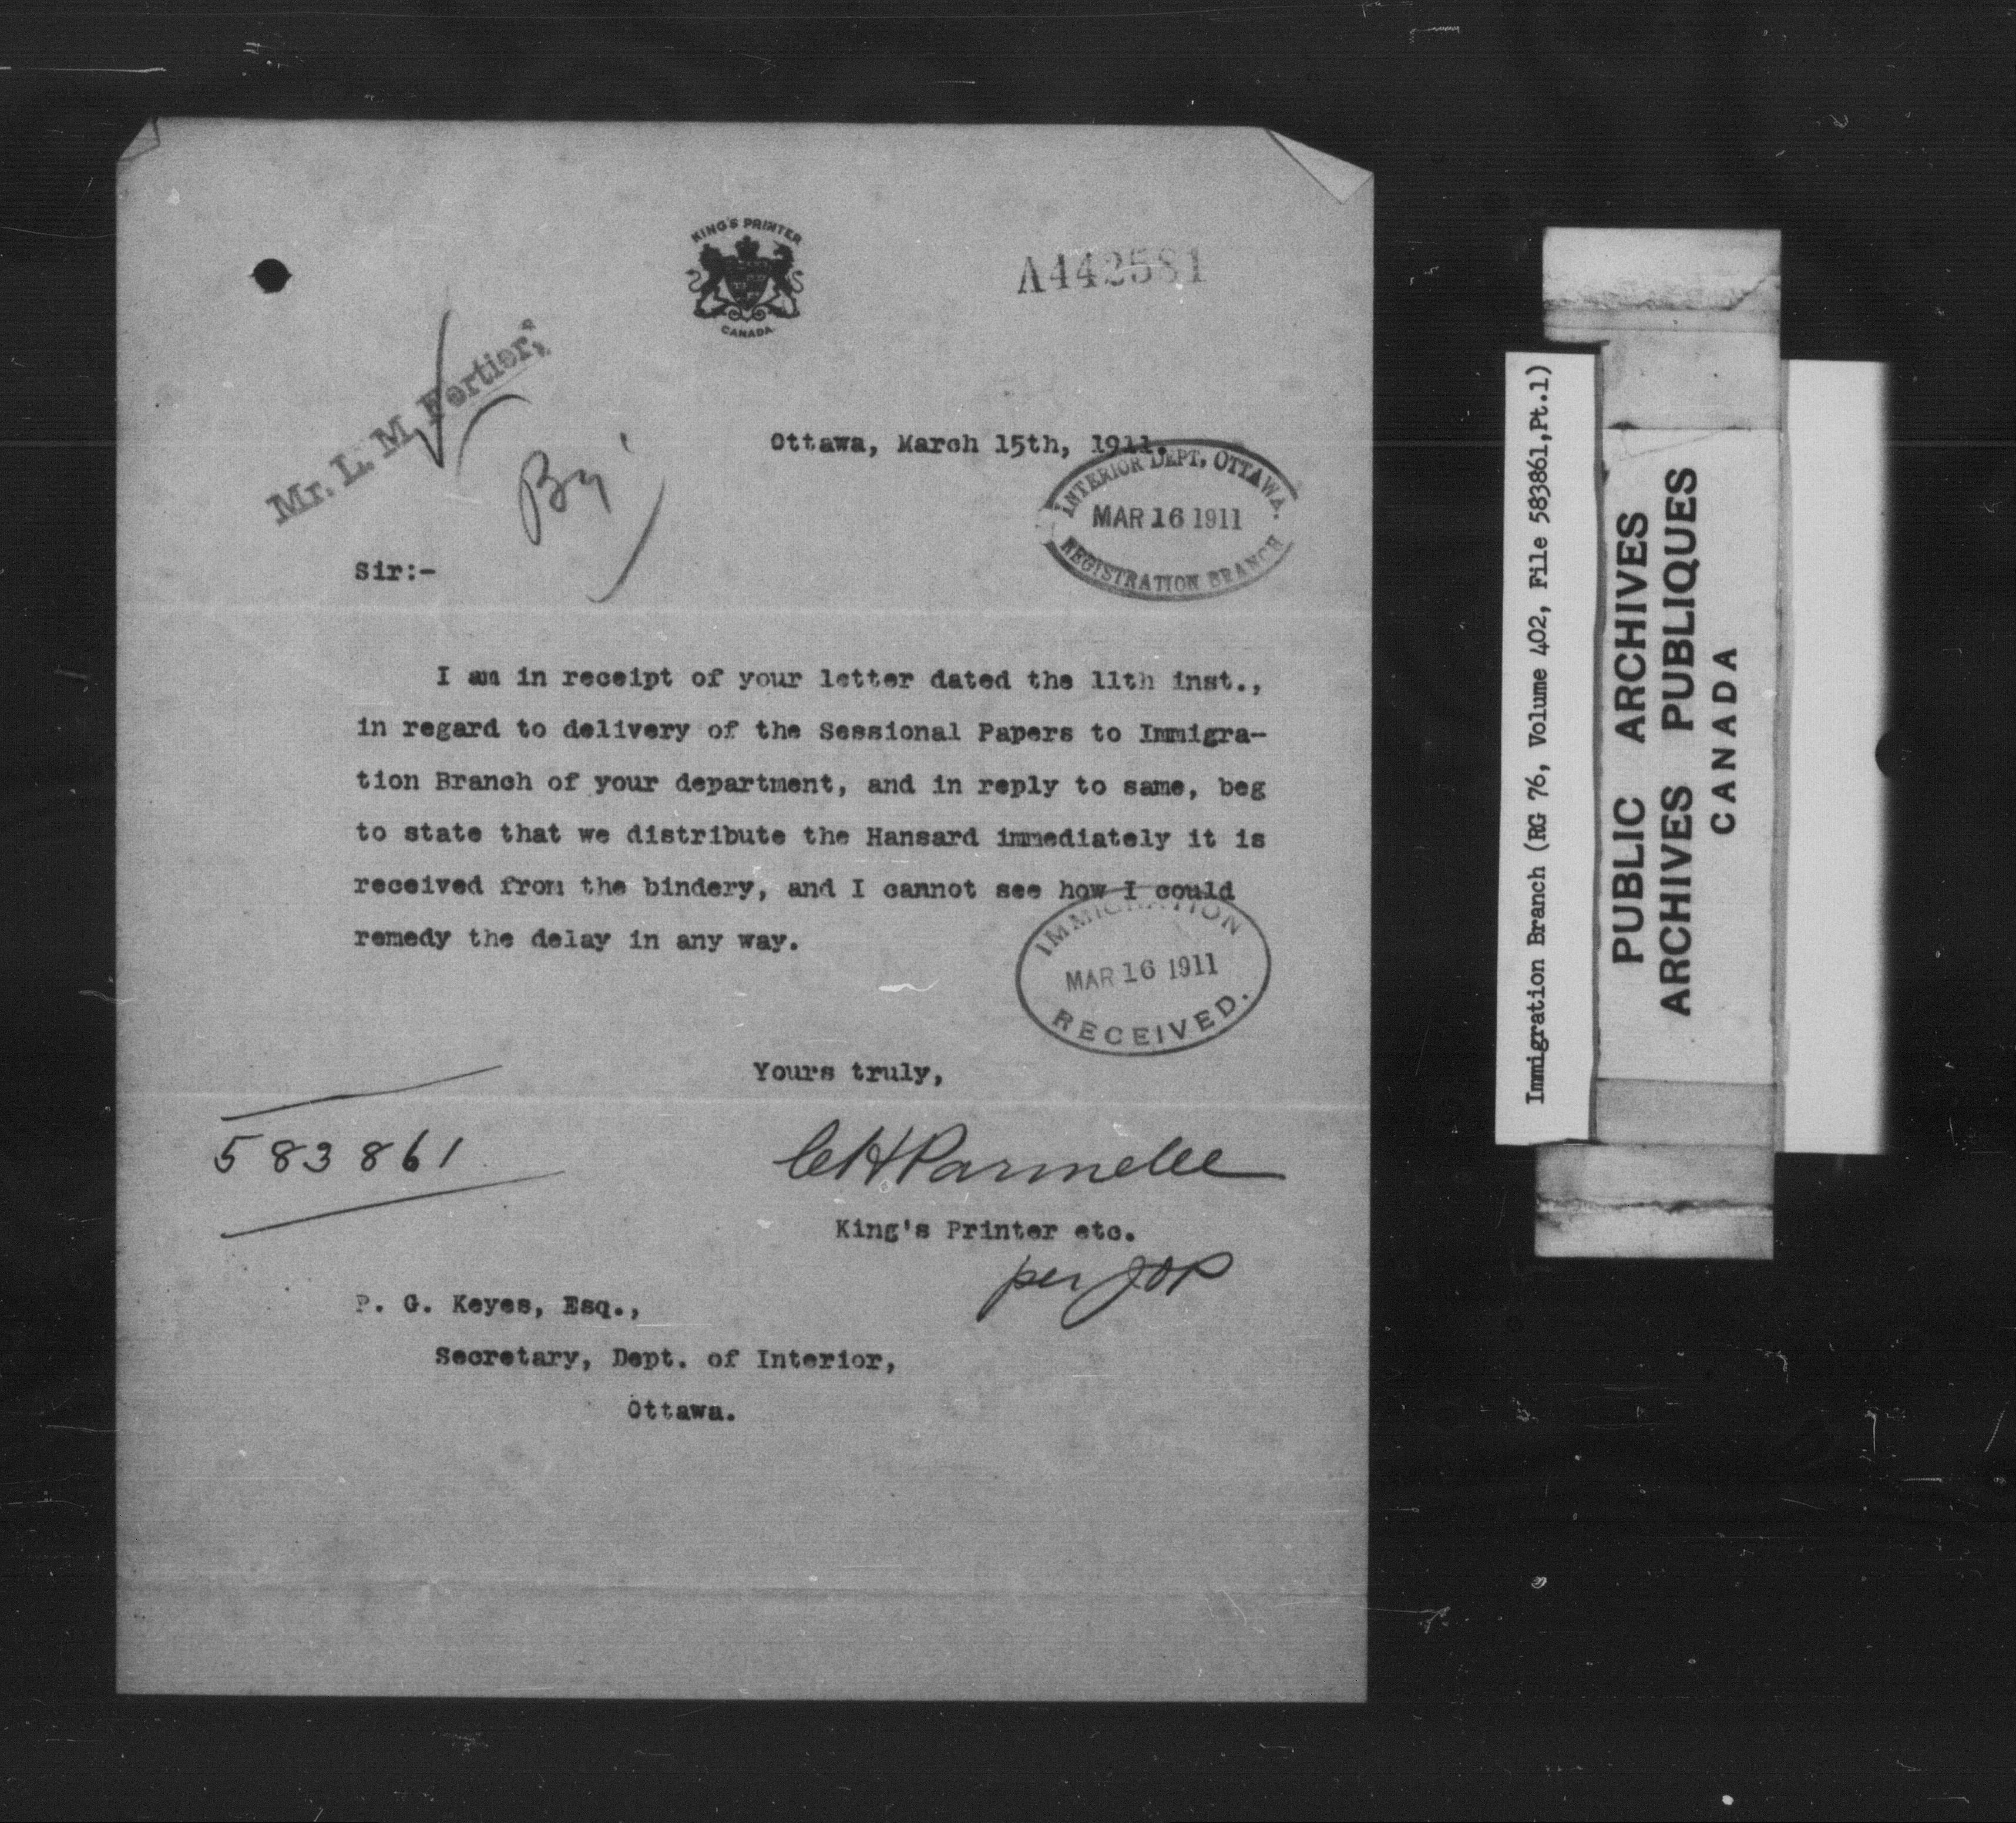 KING'S PRINTER
CANADA
A442581
Mr. L. M. Fortier,
Ottawa, March 15th, 1911.
INTERIOR DEPT, OTTAWA.
MAR 16 1911
REGISTRATION BRANCH
Sir:-
I am in receipt of your letter dated the 11th inst.,
in regard to delivery of the Sessional Papers to Immigra-
tion Branch of your department, and in reply to same, beg
to state that we distribute the Hansard immediately it is
received from the bindery, and I cannot see how I could
remedy the delay in any way.
IMMIGRATION
MAR 16 1911
RECEIVED.
Yours truly,
583861
C H Parmelee
King's Printer etc.
per JOP
P. G. Keyes, Esq.,
Secretary, Dept. of Interior,
Ottawa.
Immigration Branch (RG 76, Volume 402, File 583861,Pt.1)
PUBLIC ARCHIVES
ARCHIVES PUBLIQUES
CANADA